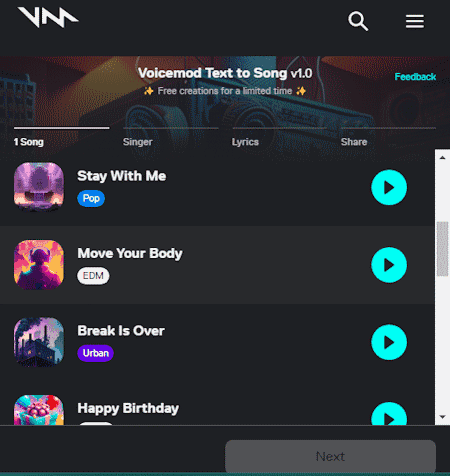 VM
Voicemod Text to Song v1.0
Feedback
✨ Free creations for a limited time ✨
1 Song
Singer
Lyrics
Share
Stay With Me
Pop
Move Your Body
EDM
Break Is Over
Urban
Happy Birthday
Next